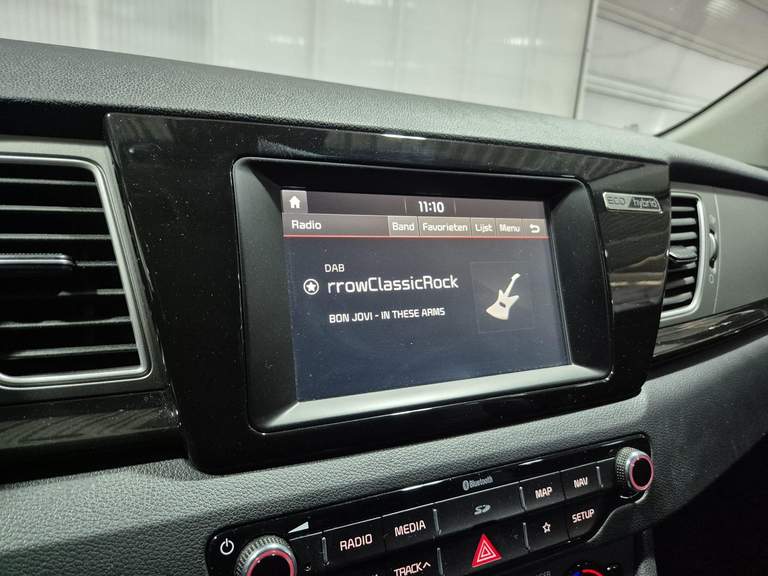 11:10
Radio Band Favorieten Lijst Menu
DAB
rrowClassicRock
BON JOVI - IN THESE ARMS
ECO hybrid
Bluetooth
RADIO MEDIA SD MAP NAV
TRACK SETUP